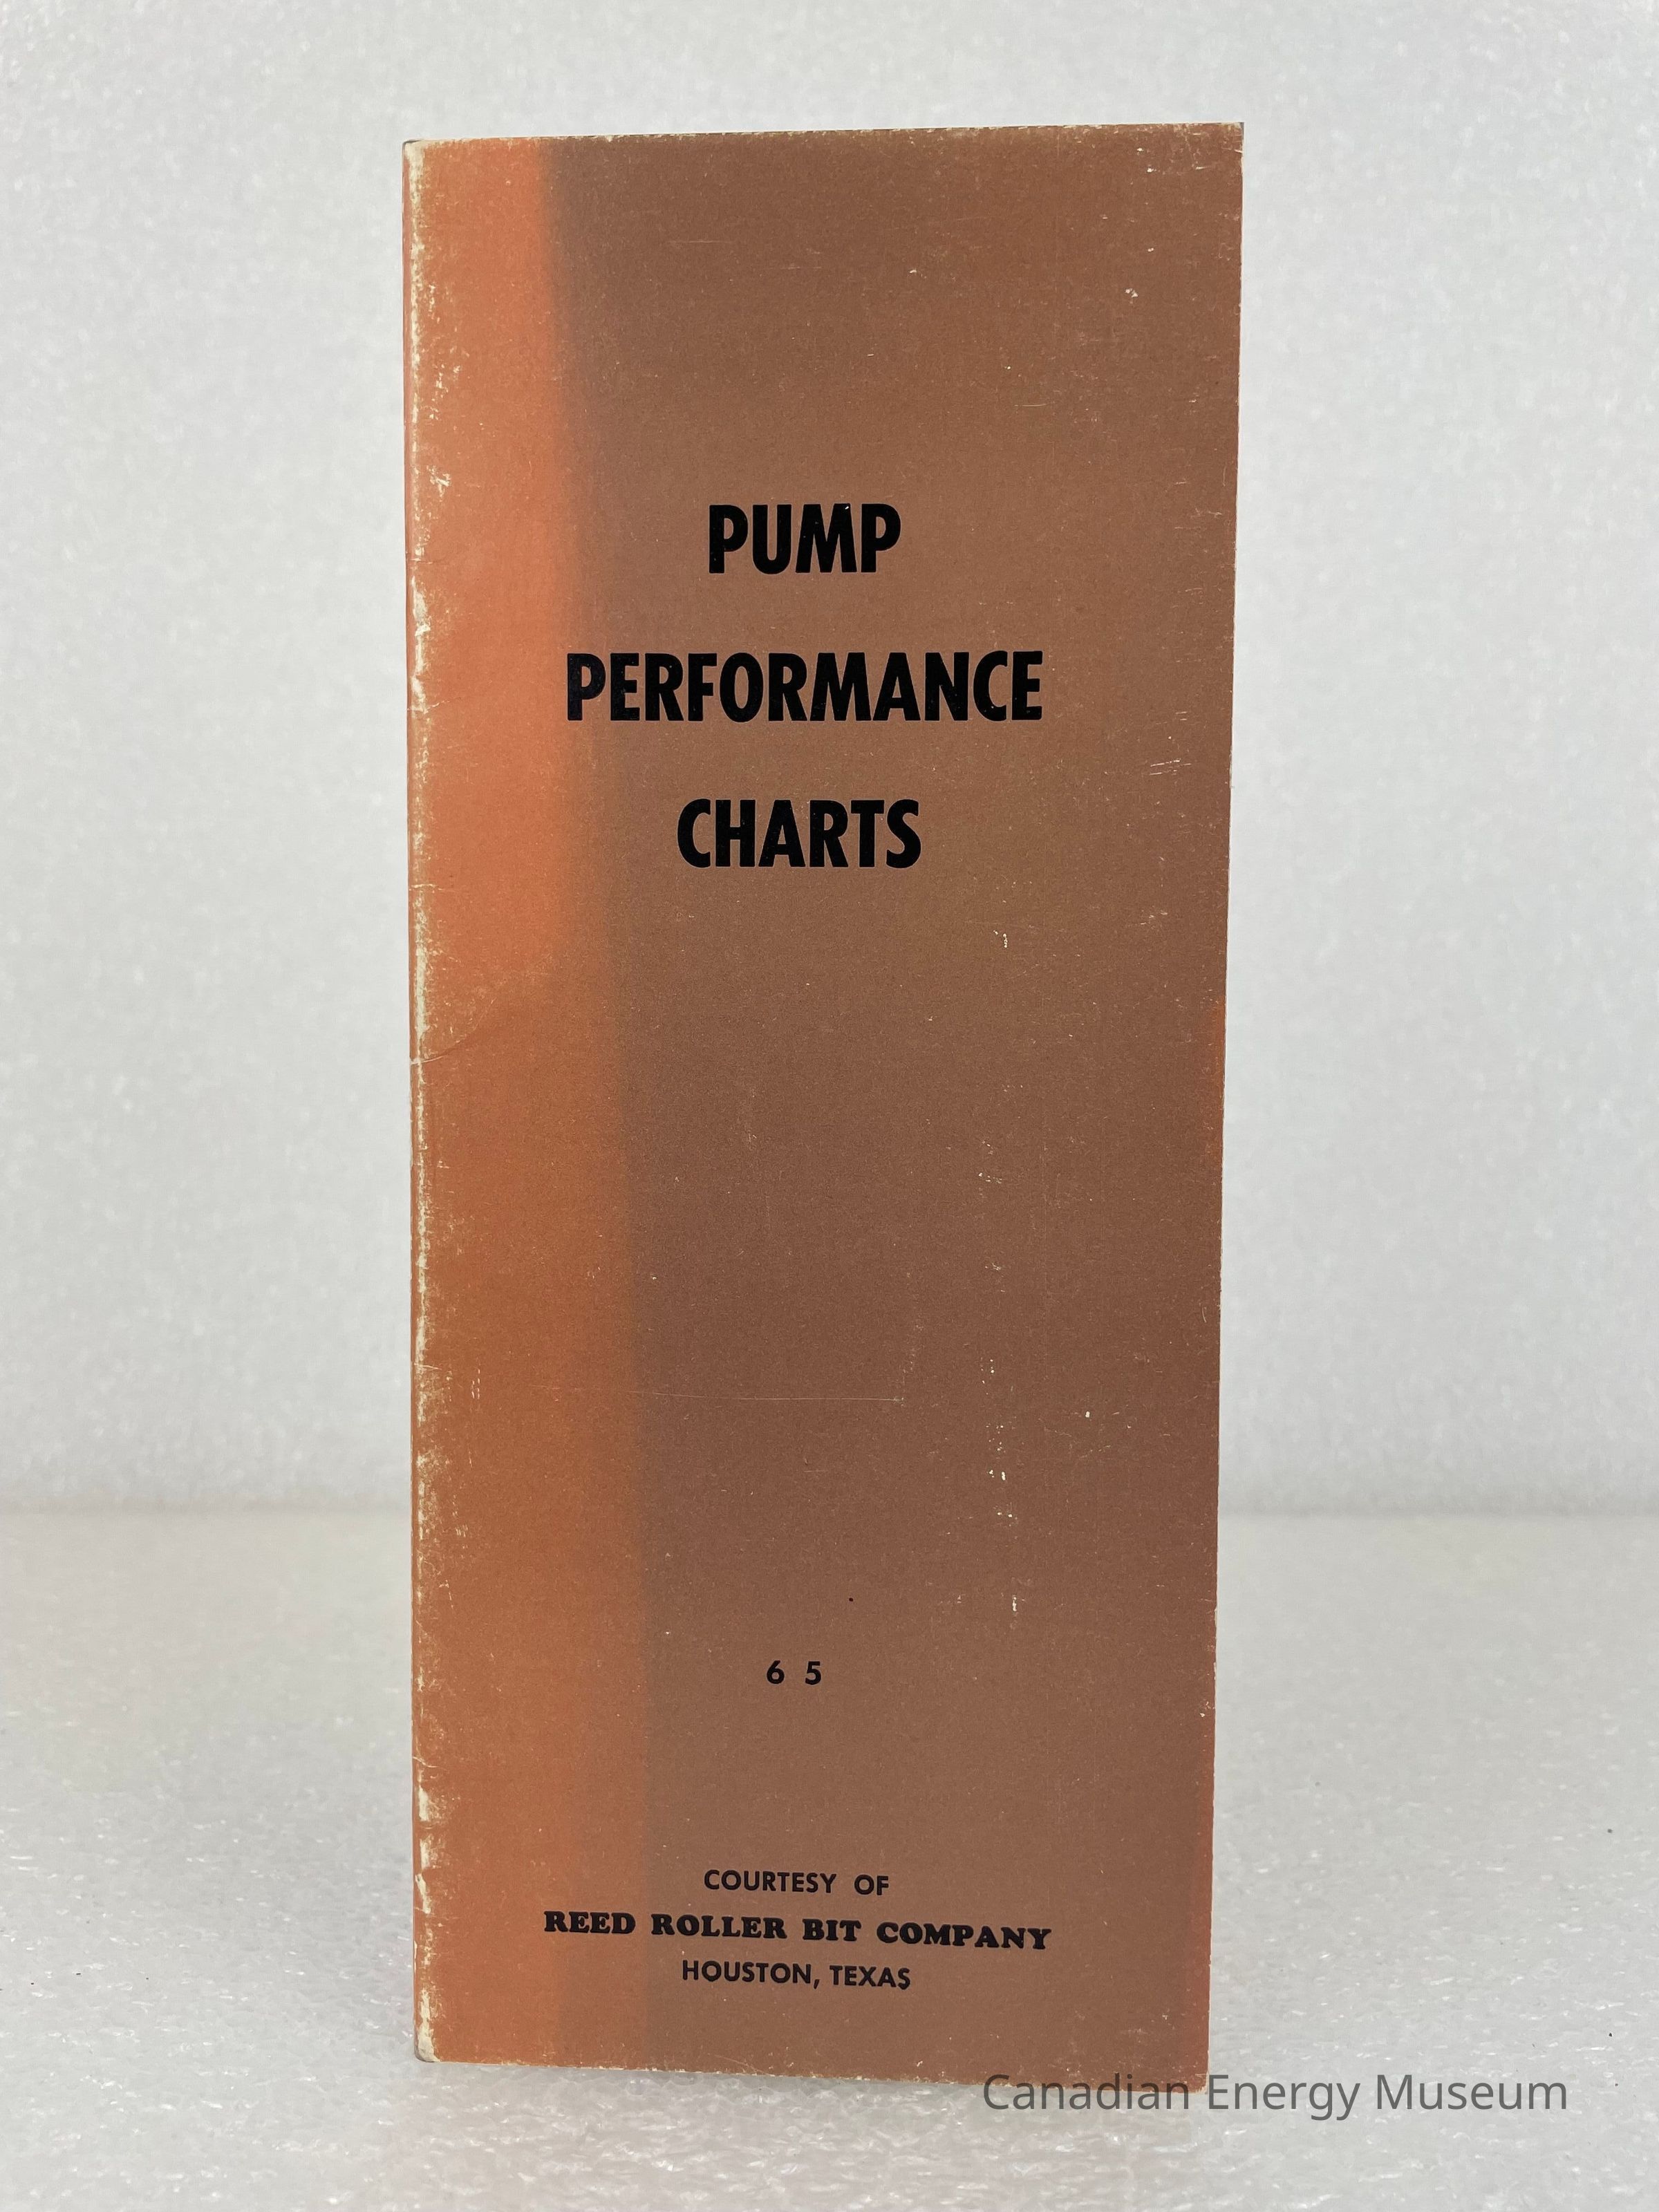 PUMP
PERFORMANCE
CHARTS
6 5
COURTESY OF
REED ROLLER BIT COMPANY
HOUSTON, TEXAS
Canadian Energy Museum